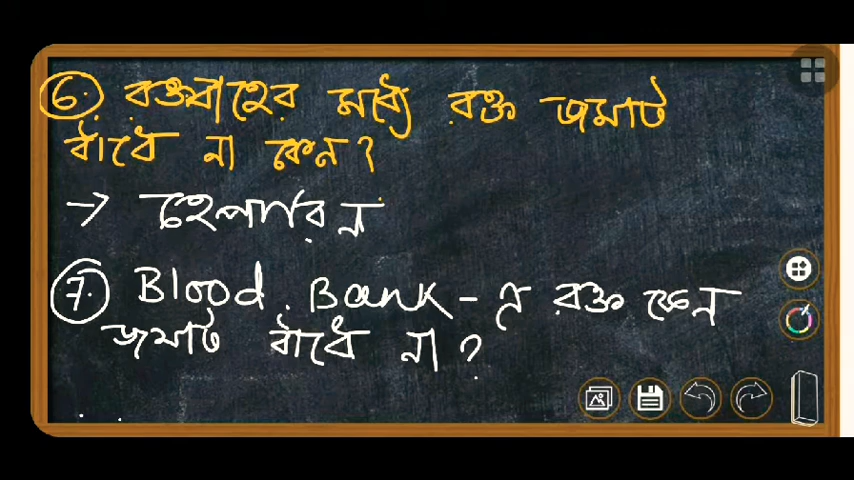 6. রক্তবাহের মধ্যে রক্ত জমাট
বাঁধে না কেন?
→ হেপারিন
7. Blood Bank-এ রক্ত কেন
জমাট বাঁধে না?